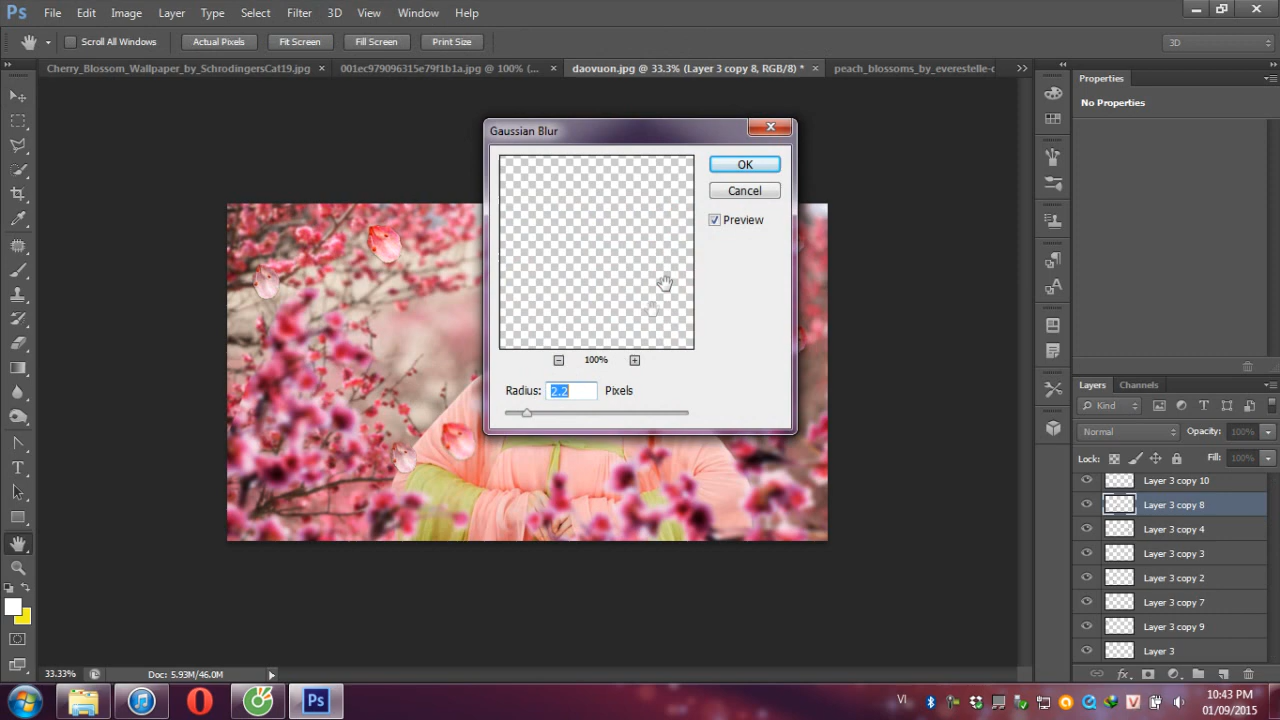 Ps File Edit Image Layer Type Select Filter 3D View Window Help
Scroll All Windows Actual Pixels Fit Screen Fill Screen Print Size 3D
Cherry_Blossom_Wallpaper_by_SchrodingersCat19.jpg × 001ec979096315e79f1b1a.jpg @ 100% (... × daovuon.jpg @ 33.3% (Layer 3 copy 8, RGB/8) * × peach_blossoms_by_everestelle-
Properties
No Properties
Gaussian Blur
OK
Cancel
Preview
100%
Radius: 2.2 Pixels
Layers Channels
Kind
Normal Opacity: 100%
Lock: Fill: 100%
Layer 3 copy 10
Layer 3 copy 8
Layer 3 copy 4
Layer 3 copy 3
Layer 3 copy 2
Layer 3 copy 7
Layer 3 copy 9
Layer 3
33.33% Doc: 5.93M/46.0M
Ps VI 10:43 PM
01/09/2015